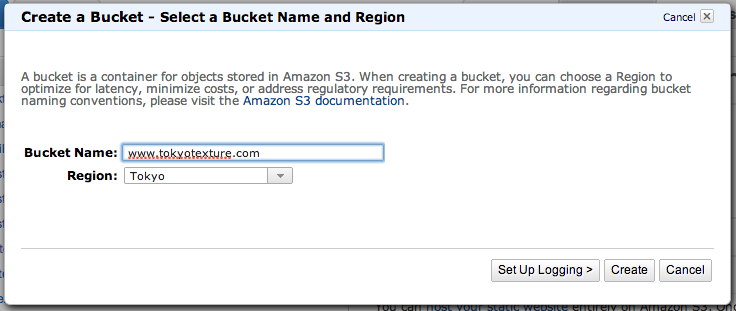 Create a Bucket - Select a Bucket Name and Region
Cancel
A bucket is a container for objects stored in Amazon S3. When creating a bucket, you can choose a Region to
optimize for latency, minimize costs, or address regulatory requirements. For more information regarding bucket
naming conventions, please visit the Amazon S3 documentation.
Bucket Name: www.tokyotexture.com
Region: Tokyo
Set Up Logging > Create Cancel
You can host your static website entirely on Amazon S3. Once